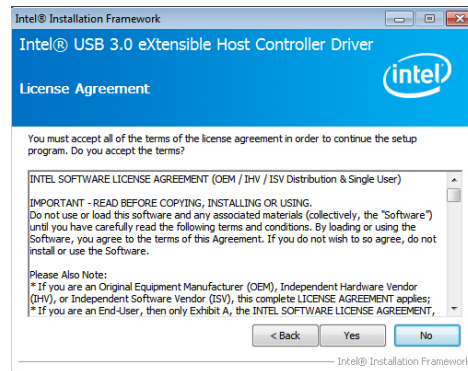 Intel® Installation Framework
Intel® USB 3.0 eXtensible Host Controller Driver
intel
License Agreement
You must accept all of the terms of the license agreement in order to continue the setup
program. Do you accept the terms?
INTEL SOFTWARE LICENSE AGREEMENT (OEM / IHV / ISV Distribution & Single User)
IMPORTANT - READ BEFORE COPYING, INSTALLING OR USING.
Do not use or load this software and any associated materials (collectively, the "Software")
until you have carefully read the following terms and conditions. By loading or using the
Software, you agree to the terms of this Agreement. If you do not wish to so agree, do not
install or use the Software.
Please Also Note:
* If you are an Original Equipment Manufacturer (OEM), Independent Hardware Vendor
(IHV), or Independent Software Vendor (ISV), this complete LICENSE AGREEMENT applies;
* If you are an End-User, then only Exhibit A, the INTEL SOFTWARE LICENSE AGREEMENT,
< Back Yes No
Intel® Installation Framework